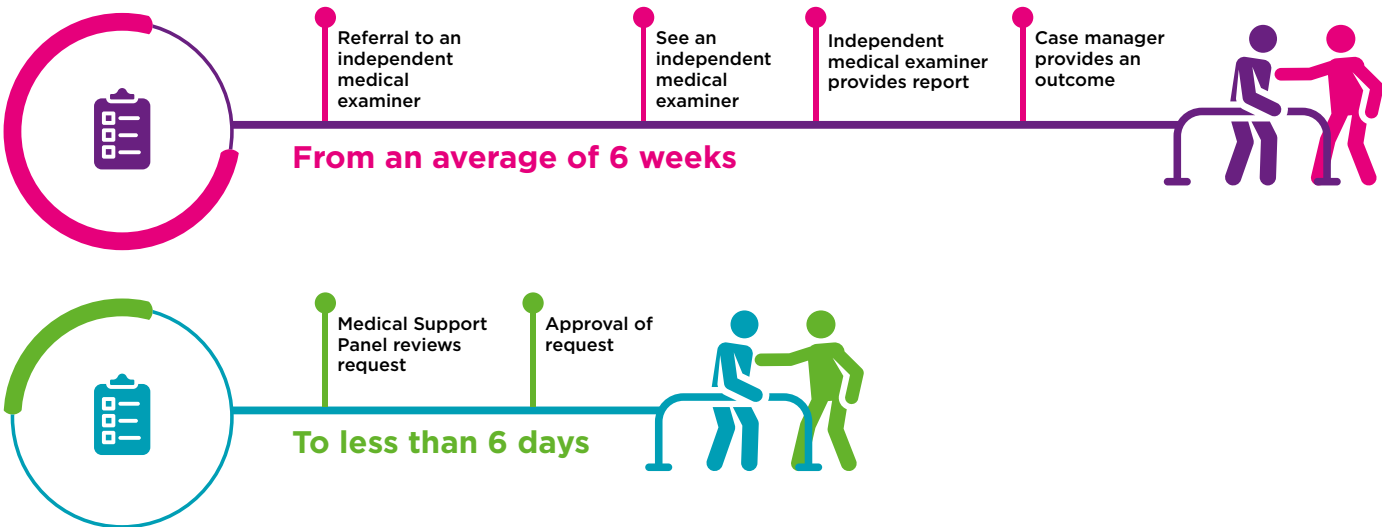 Referral to an
independent
medical
examiner
See an
independent
medical
examiner
Independent
medical examiner
provides report
Case manager
provides an
outcome
From an average of 6 weeks
Medical Support
Panel reviews
request
Approval of
request
To less than 6 days